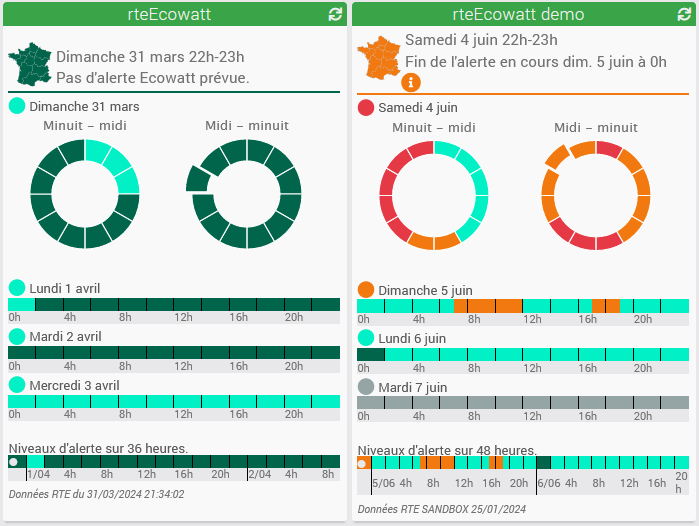 rteEcowatt
Dimanche 31 mars 22h-23h
Pas d'alerte Ecowatt prévue.
Dimanche 31 mars
Minuit – midi
Midi – minuit
Lundi 1 avril
0h 4h 8h 12h 16h 20h
Mardi 2 avril
0h 4h 8h 12h 16h 20h
Mercredi 3 avril
0h 4h 8h 12h 16h 20h
Niveaux d'alerte sur 36 heures.
1/04 4h 8h 12h 16h 20h 2/04 4h 8h
Données RTE du 31/03/2024 21:34:02
rteEcowatt demo
Samedi 4 juin 22h-23h
Fin de l'alerte en cours dim. 5 juin à 0h
i
Samedi 4 juin
Minuit – midi
Midi – minuit
Dimanche 5 juin
0h 4h 8h 12h 16h 20h
Lundi 6 juin
0h 4h 8h 12h 16h 20h
Mardi 7 juin
0h 4h 8h 12h 16h 20h
Niveaux d'alerte sur 48 heures.
5/06 4h 8h 12h 16h 20h 6/06 4h 8h 12h 16h 20
h
Données RTE SANDBOX 25/01/2024